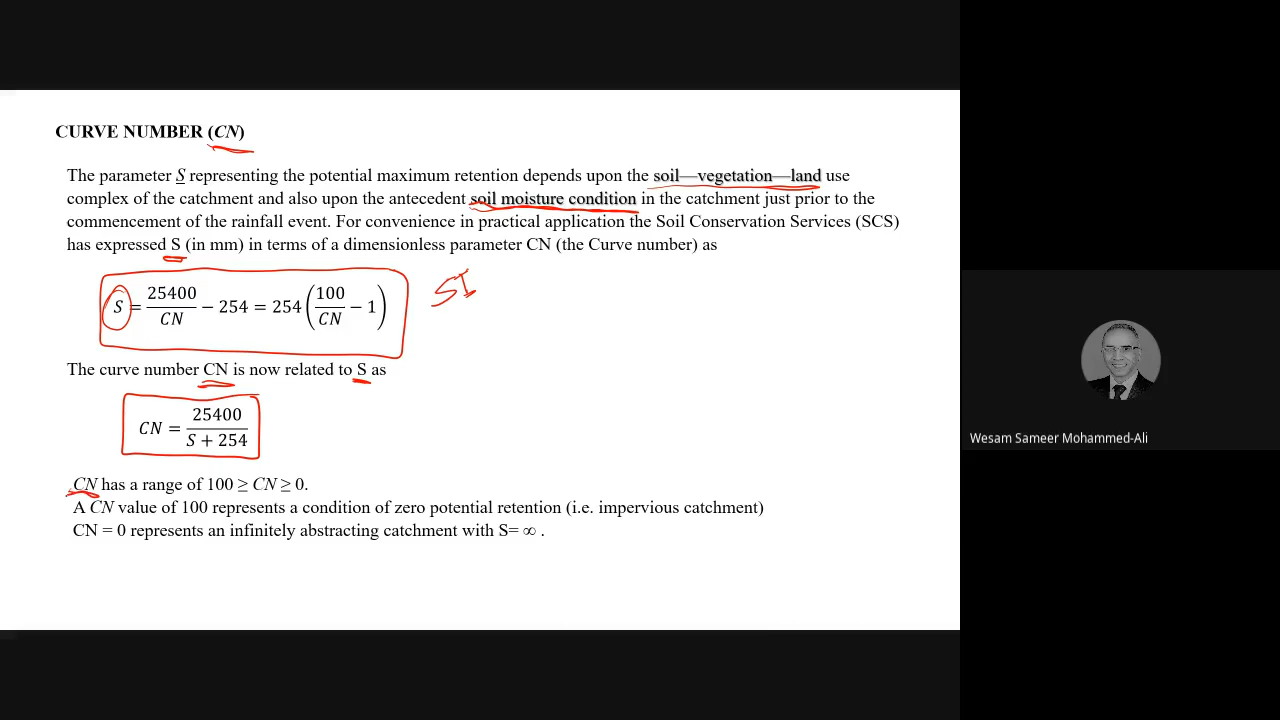 CURVE NUMBER (CN)
The parameter S representing the potential maximum retention depends upon the soil—vegetation—land use
complex of the catchment and also upon the antecedent soil moisture condition in the catchment just prior to the
commencement of the rainfall event. For convenience in practical application the Soil Conservation Services (SCS)
has expressed S (in mm) in terms of a dimensionless parameter CN (the Curve number) as
S = 25400/CN − 254 = 254 (100/CN − 1)
SI
The curve number CN is now related to S as
CN = 25400/(S + 254)
CN has a range of 100 ≥ CN ≥ 0.
A CN value of 100 represents a condition of zero potential retention (i.e. impervious catchment)
CN = 0 represents an infinitely abstracting catchment with S= ∞ .
Wesam Sameer Mohammed-Ali